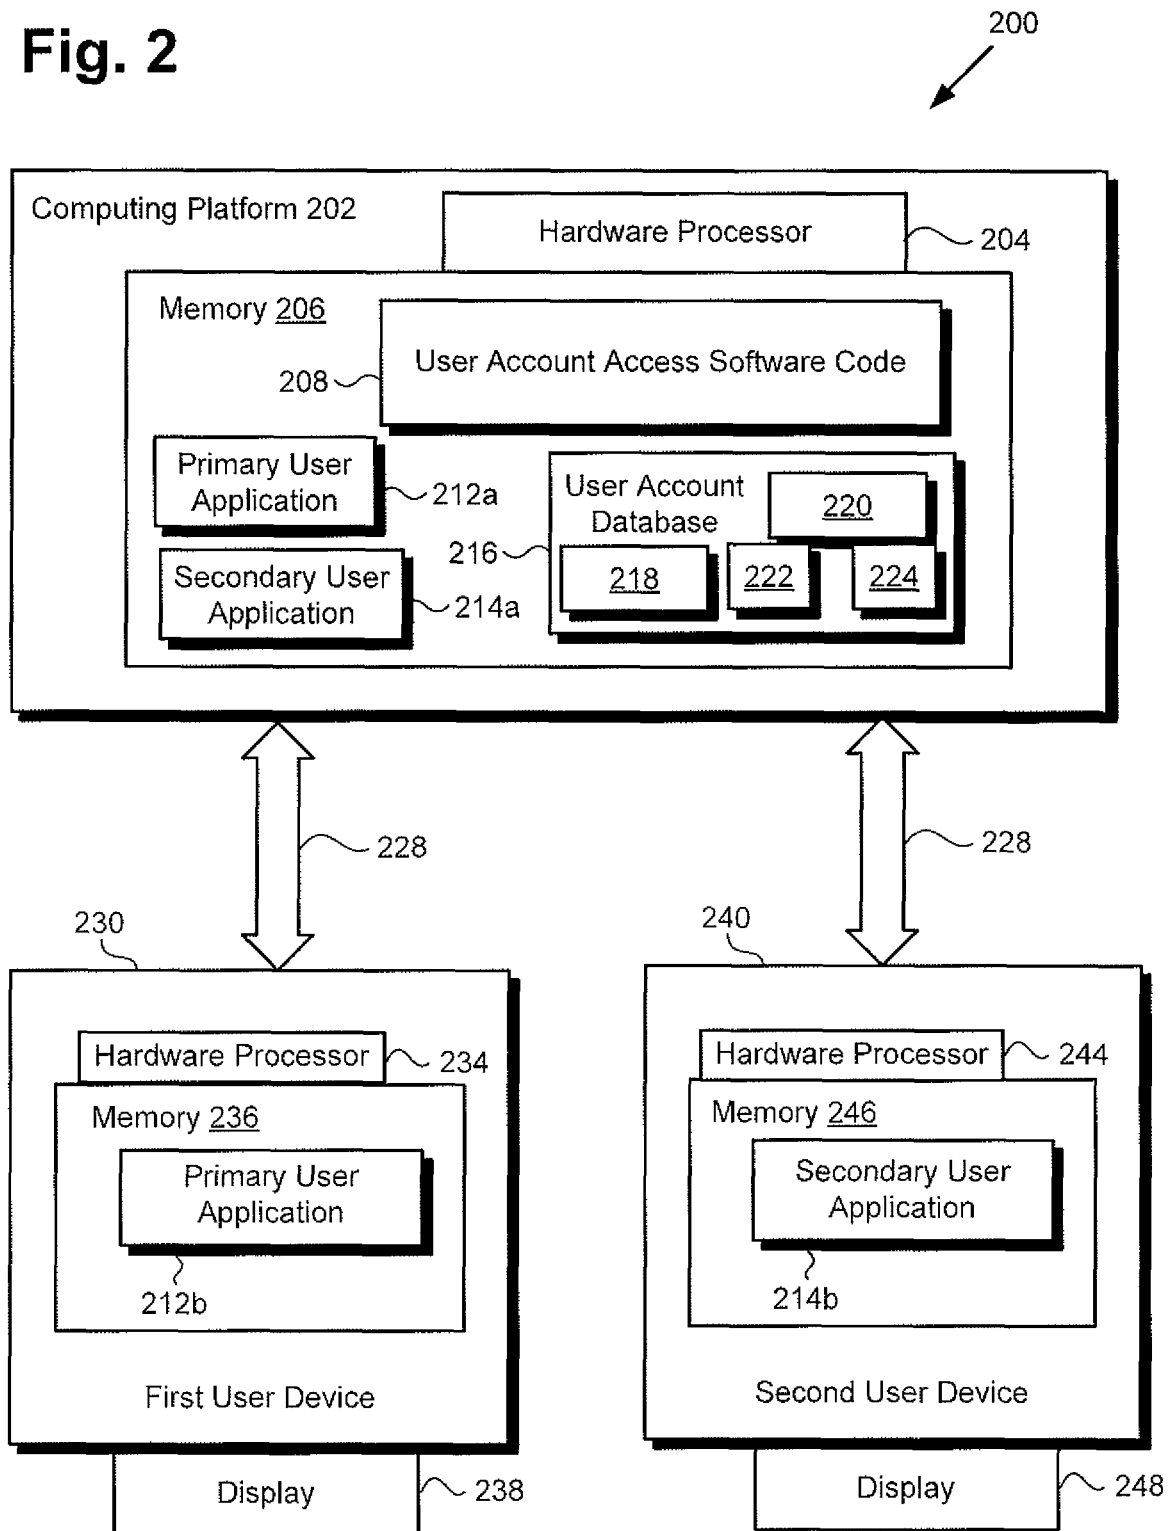 Fig. 2
200
Computing Platform 202
Hardware Processor
204
Memory 206
User Account Access Software Code
208
Primary User
Application
212a
User Account
Database
220
216
218
222
224
Secondary User
Application
214a
228
228
230
240
Hardware Processor
234
Memory 236
Primary User
Application
212b
First User Device
Display
238
Hardware Processor
244
Memory 246
Secondary User
Application
214b
Second User Device
Display
248